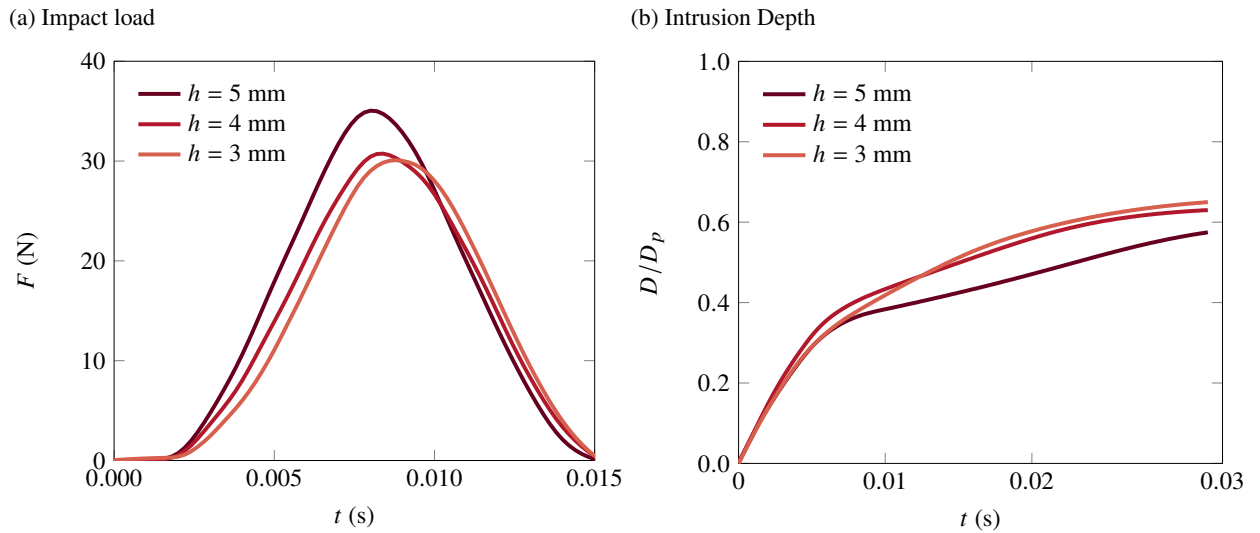 (a) Impact load
40
30
20
10
0
F (N)
h = 5 mm
h = 4 mm
h = 3 mm
0.000
0.005
0.010
0.015
t (s)
(b) Intrusion Depth
1.0
0.8
0.6
0.4
0.2
0.0
D/D_p
h = 5 mm
h = 4 mm
h = 3 mm
0
0.01
0.02
0.03
t (s)